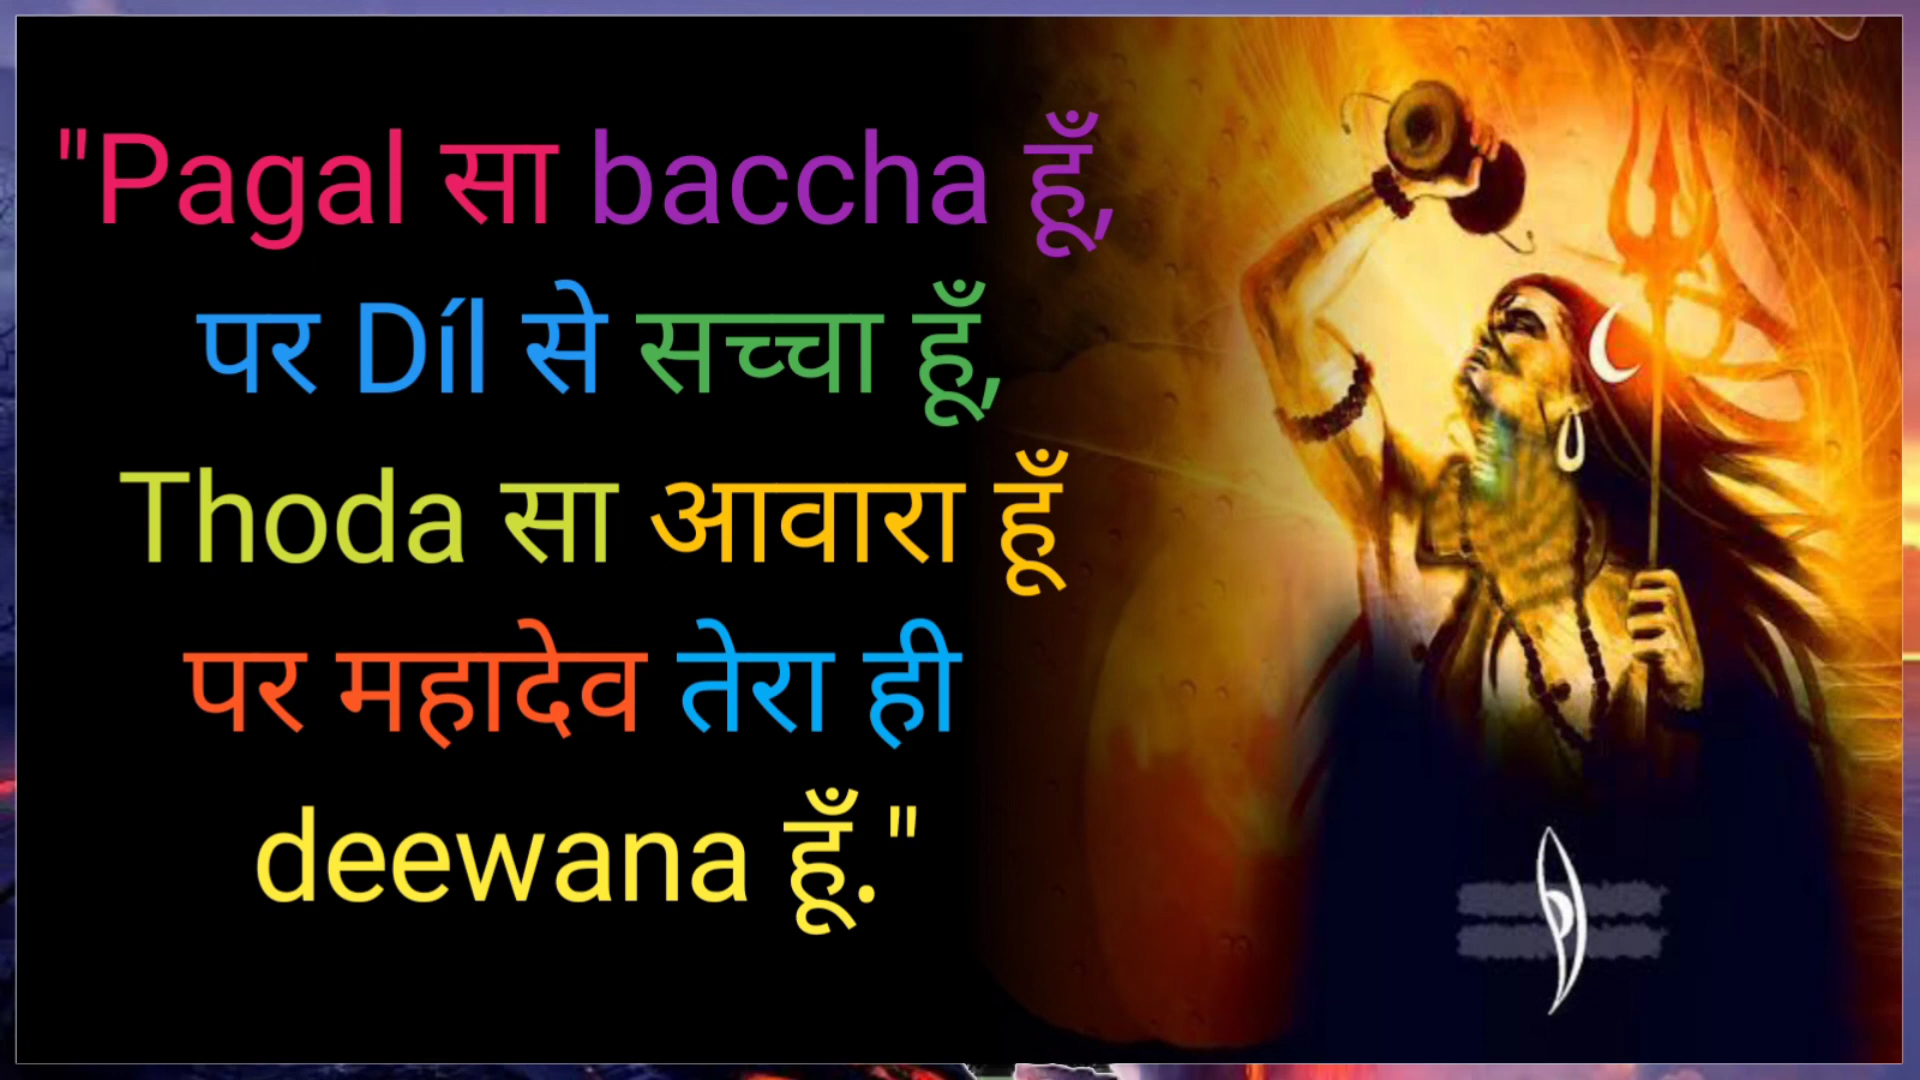 "Pagal सा baccha हूँ,
पर Díl से सच्चा हूँ,
Thoda सा आवारा हूँ
पर महादेव तेरा ही
deewana हूँ."